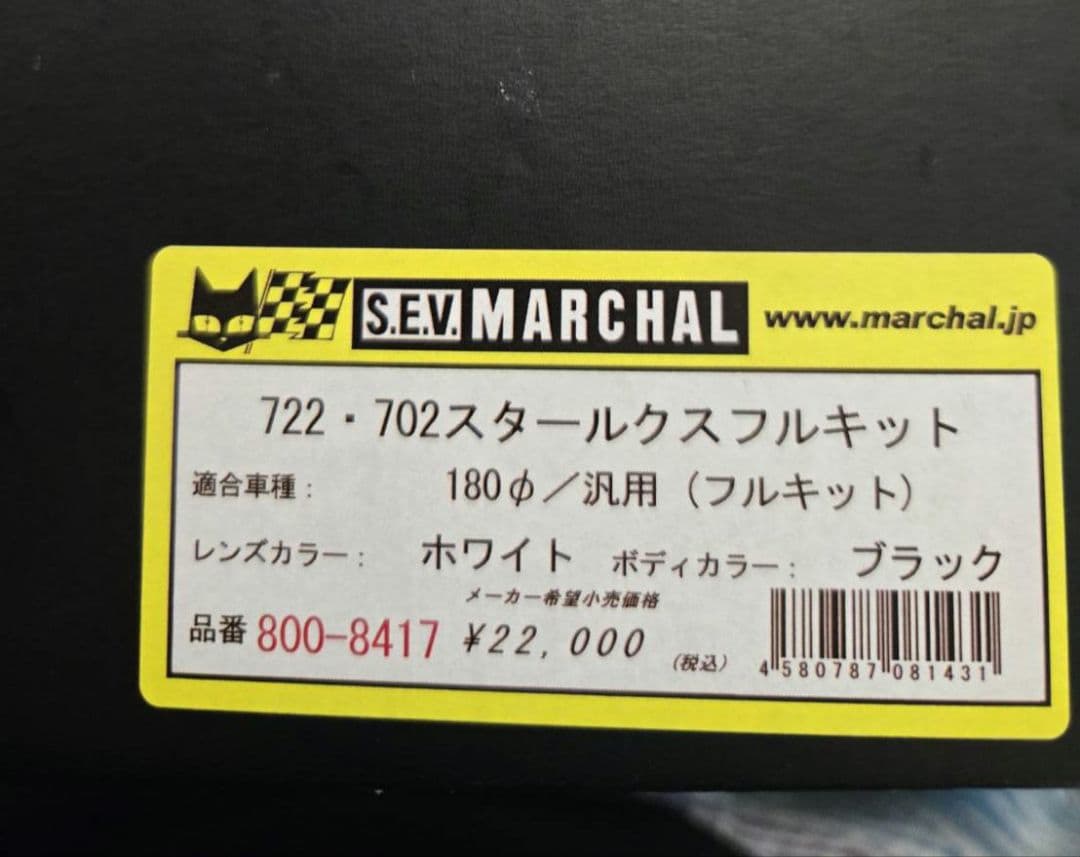 S.E.V. MARCHAL www.marchal.jp
722・702スタールクスフルキット
適合車種: 180φ/汎用(フルキット)
レンズカラー: ホワイト ボディカラー: ブラック
メーカー希望小売価格
品番 800-8417 ¥22,000 (税込)
4580787081431